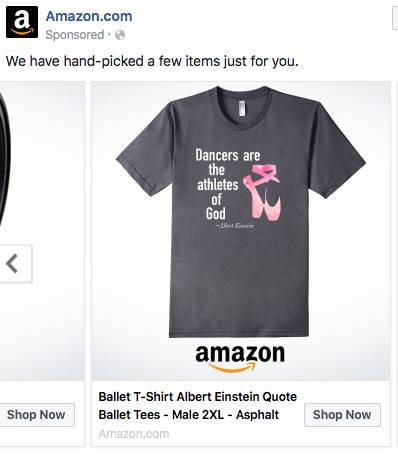 a
Amazon.com
Sponsored ·
We have hand-picked a few items just for you.
Dancers are
the
athletes
of
God
~Albert Einstein
amazon
Ballet T-Shirt Albert Einstein Quote
Ballet Tees - Male 2XL - Asphalt
Amazon.com
Shop Now
Shop Now